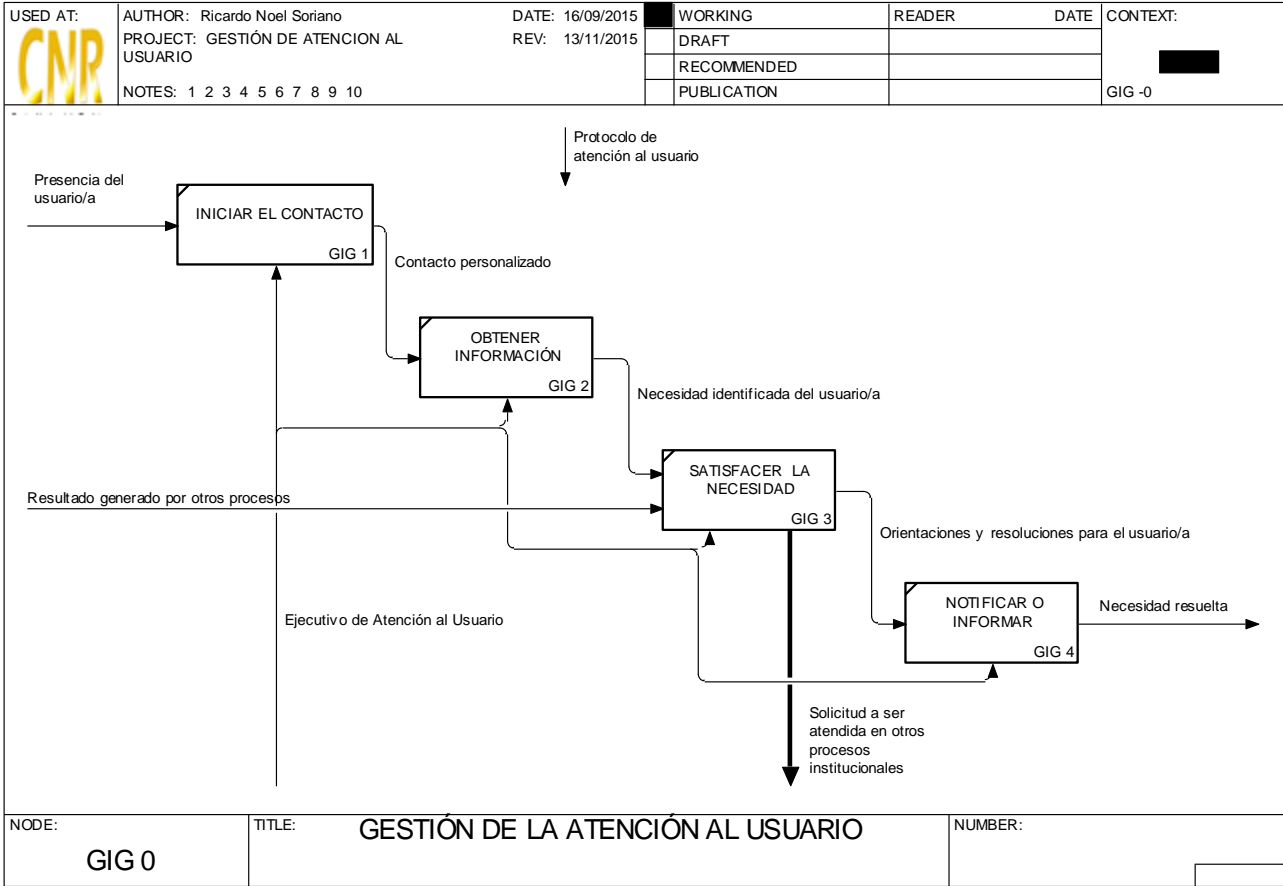 USED AT:
CNR
AUTHOR: Ricardo Noel Soriano
DATE: 16/09/2015
PROJECT: GESTIÓN DE ATENCION AL
USUARIO
REV: 13/11/2015
NOTES: 1 2 3 4 5 6 7 8 9 10
WORKING
DRAFT
RECOMMENDED
PUBLICATION
READER DATE
CONTEXT:
GIG -0
Protocolo de
atención al usuario
Presencia del
usuario/a
INICIAR EL CONTACTO
GIG 1
Contacto personalizado
OBTENER
INFORMACIÓN
GIG 2
Necesidad identificada del usuario/a
SATISFACER LA
NECESIDAD
GIG 3
Resultado generado por otros procesos
Orientaciones y resoluciones para el usuario/a
NOTIFICAR O
INFORMAR
GIG 4
Necesidad resuelta
Ejecutivo de Atención al Usuario
Solicitud a ser
atendida en otros
procesos
institucionales
NODE:
GIG 0
TITLE:
GESTIÓN DE LA ATENCIÓN AL USUARIO
NUMBER: